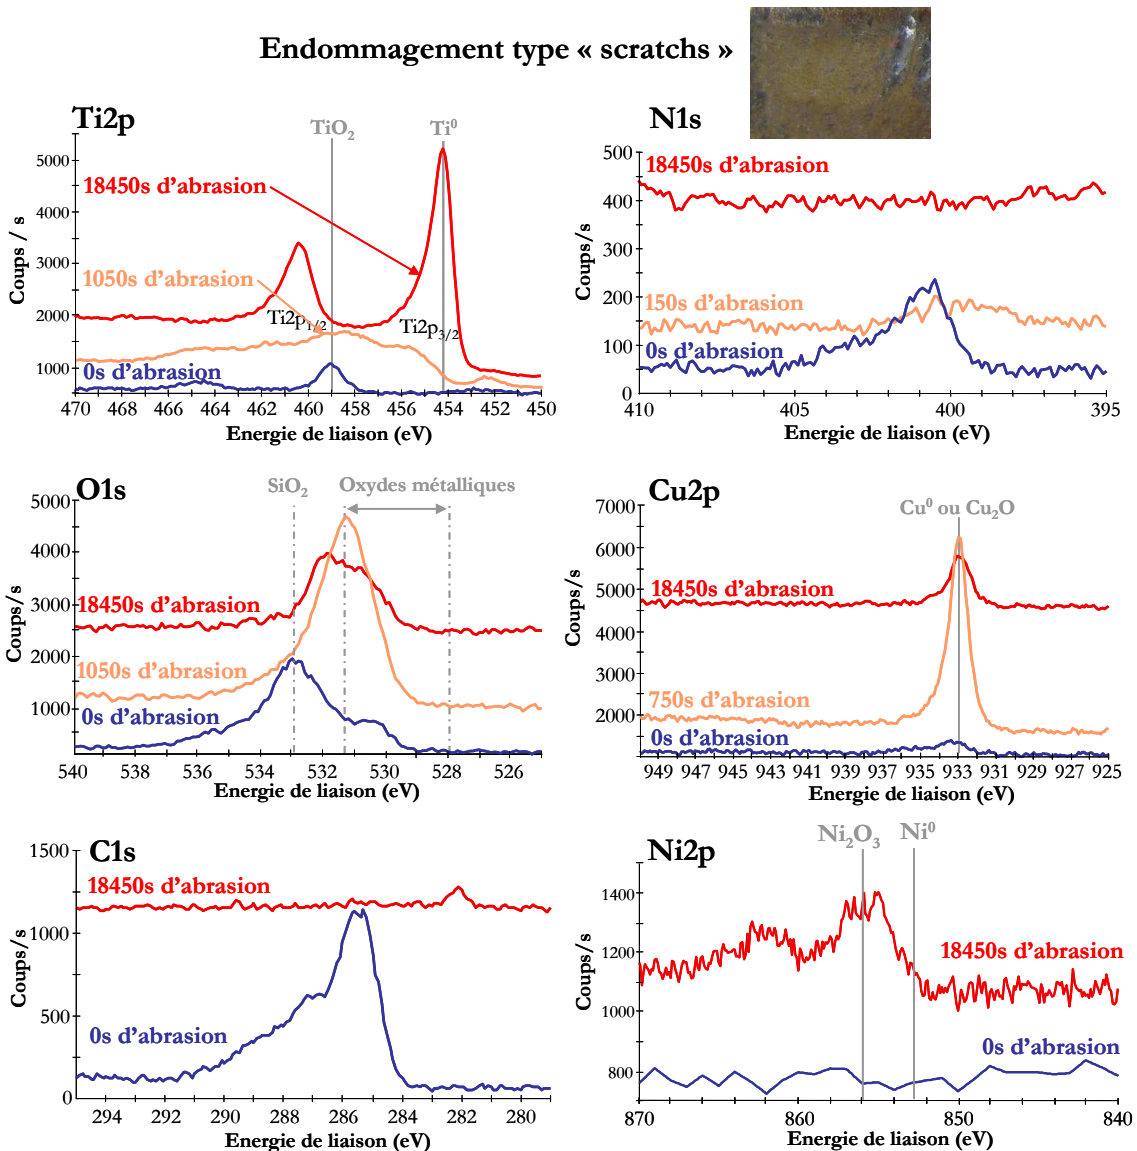 Endommagement type « scratchs »
Ti2p
TiO2
Ti0
5000
4000
3000
2000
1000
Coups / s
18450s d'abrasion
1050s d'abrasion
Ti2p1/2
Ti2p3/2
0s d'abrasion
470 468 466 464 462 460 458 456 454 452 450
Energie de liaison (eV)
N1s
500
400
300
200
100
0
Coups/s
18450s d'abrasion
150s d'abrasion
0s d'abrasion
410 405 400 395
Energie de liaison (eV)
O1s
SiO2
Oxydes métalliques
5000
4000
3000
2000
1000
Coups/s
18450s d'abrasion
1050s d'abrasion
0s d'abrasion
540 538 536 534 532 530 528 526
Energie de liaison (eV)
Cu2p
Cu0 ou Cu2O
7000
6000
5000
4000
3000
2000
Coups/s
18450s d'abrasion
750s d'abrasion
0s d'abrasion
949 947 945 943 941 939 937 935 933 931 929 927 925
Energie de liaison (eV)
C1s
1500
1000
500
0
Coups/s
18450s d'abrasion
0s d'abrasion
294 292 290 288 286 284 282 280
Energie de liaison (eV)
Ni2p
Ni2O3
Ni0
1400
1200
1000
800
Coups/s
18450s d'abrasion
0s d'abrasion
870 860 850 840
Energie de liaison (eV)